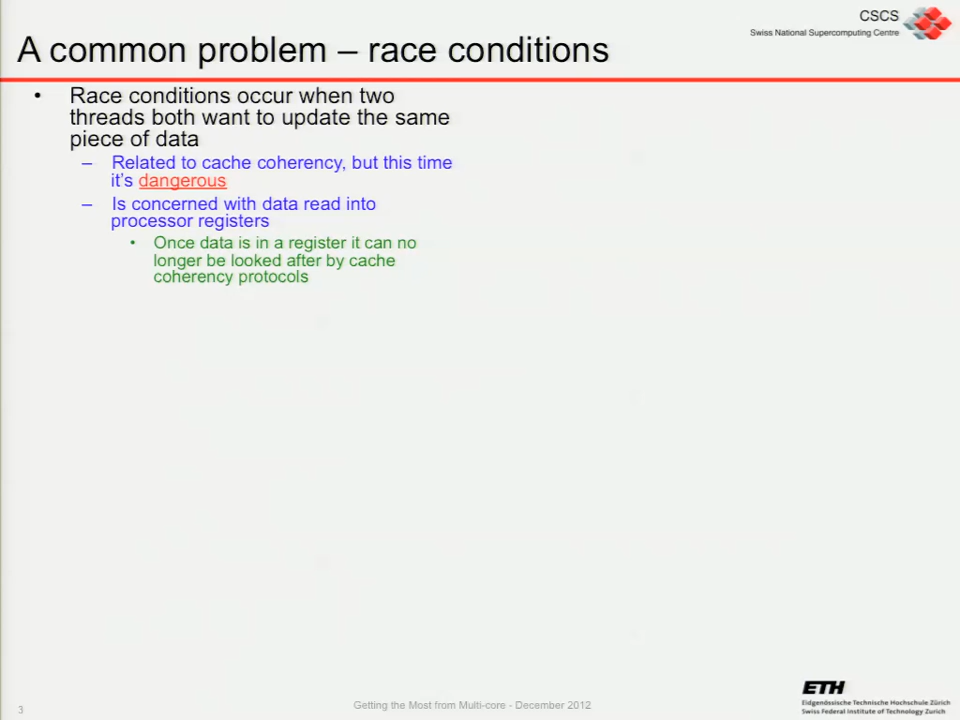 CSCS
Swiss National Supercomputing Centre
A common problem – race conditions
• Race conditions occur when two
threads both want to update the same
piece of data
– Related to cache coherency, but this time
it's dangerous
– Is concerned with data read into
processor registers
• Once data is in a register it can no
longer be looked after by cache
coherency protocols
3
Getting the Most from Multi-core - December 2012
ETH
Eidgenössische Technische Hochschule Zürich
Swiss Federal Institute of Technology Zurich